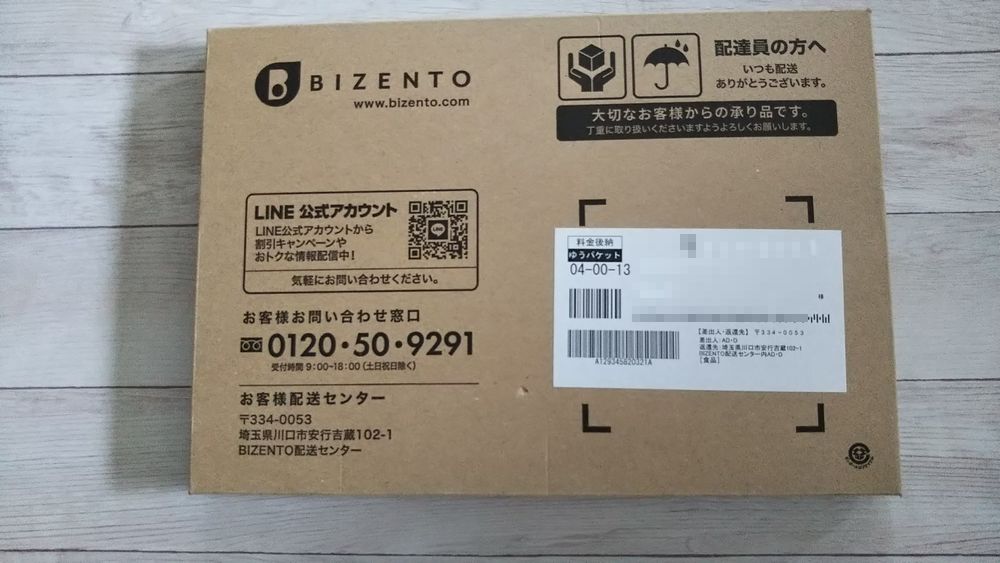 BIZENTO
www.bizento.com
配達員の方へ
いつも配送
ありがとうございます。
大切なお客様からの承り品です。
丁重に取り扱いくださいますようよろしくお願いします。
LINE 公式アカウント
LINE公式アカウントから
割引キャンペーンや
おトクな情報配信中!
気軽にお問い合わせください。
お客様お問い合わせ窓口
0120・50・9291
受付時間 9:00~18:00 (土日祝日除く)
お客様配送センター
〒334-0053
埼玉県川口市安行吉蔵102-1
BIZENTO配送センター
料金後納
ゆうパケット
04-00-13
様
【差出人・返還先】 〒334-0053
差出人:AD・D
返還先:埼玉県川口市安行吉蔵102-1
BIZENTO配送センター内AD・D
[食品]
A129345620321A